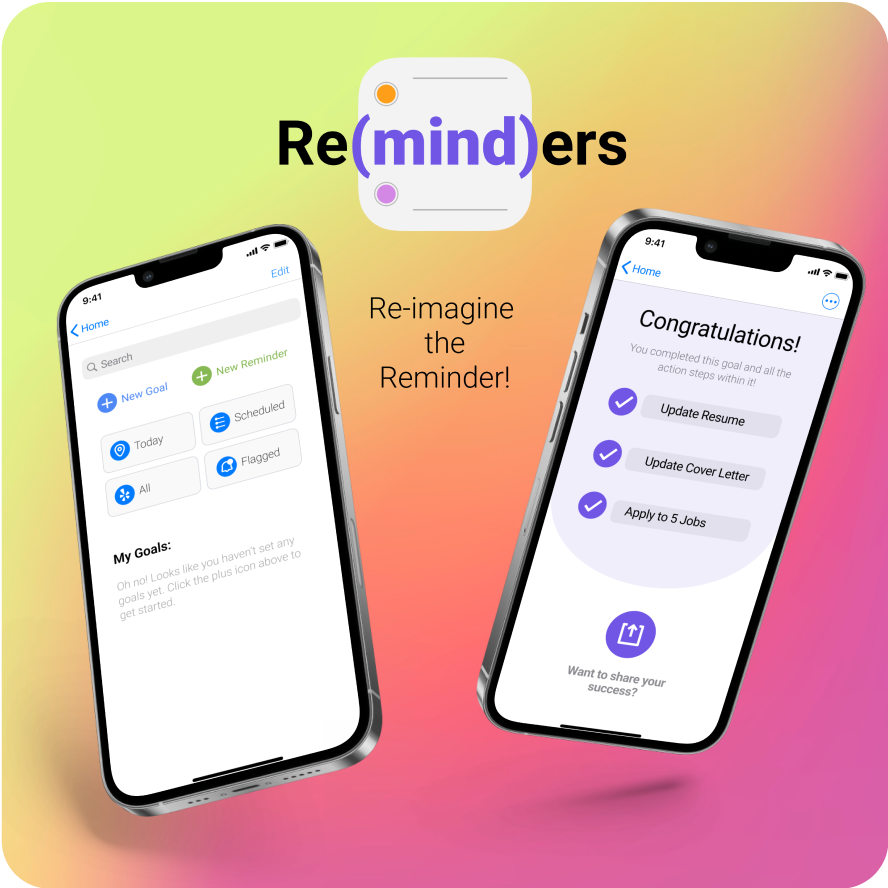 Re(mind)ers
Re-imagine
the
Reminder!
9:41
Home
Edit
Search
New Goal
New Reminder
Today
Scheduled
All
Flagged
My Goals:
Oh no! Looks like you haven't set any
goals yet. Click the plus icon above to
get started.
9:41
Home
Congratulations!
You completed this goal and all the
action steps within it!
Update Resume
Update Cover Letter
Apply to 5 Jobs
Want to share your
success?